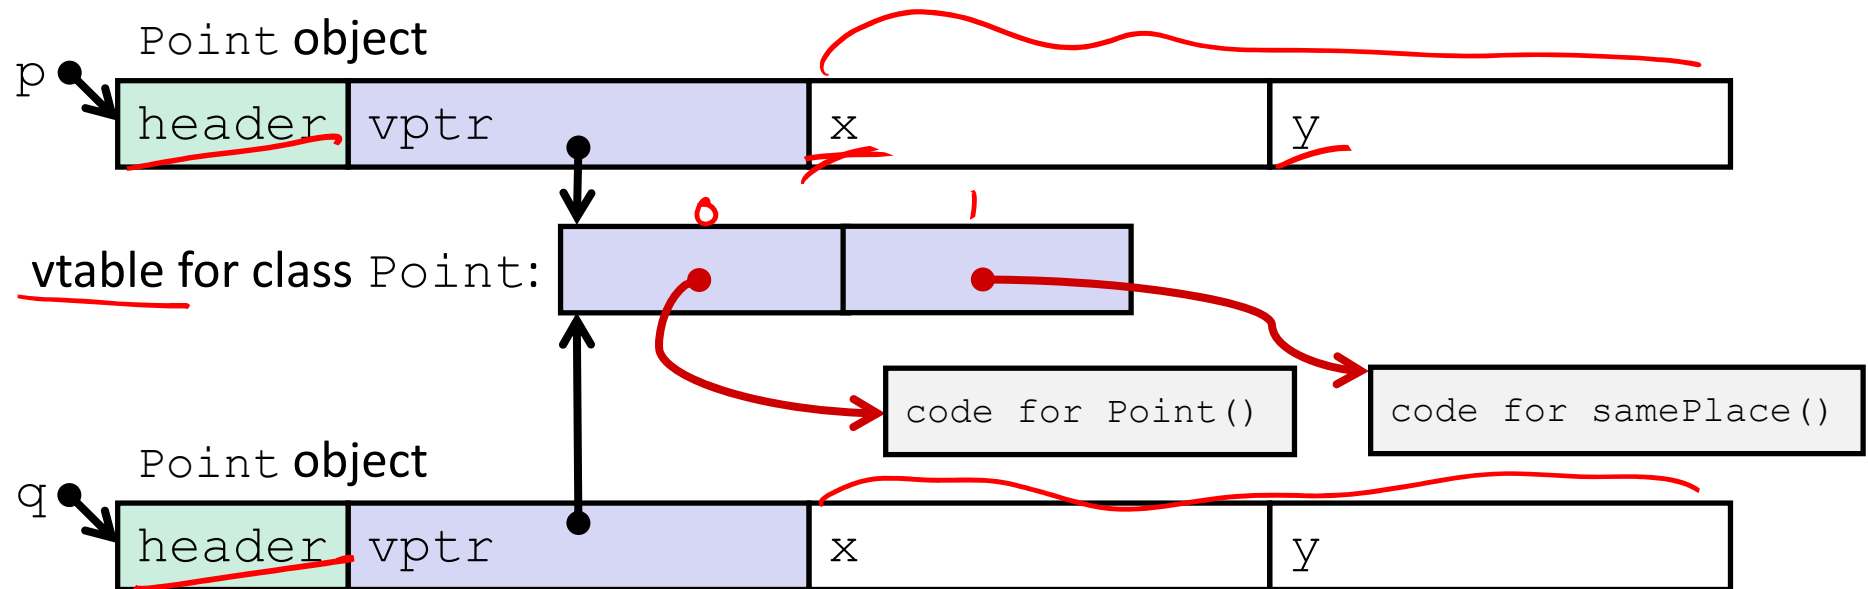 Point object
p
header vptr x y
0 1
vtable for class Point:
code for Point() code for samePlace()
Point object
q
header vptr x y